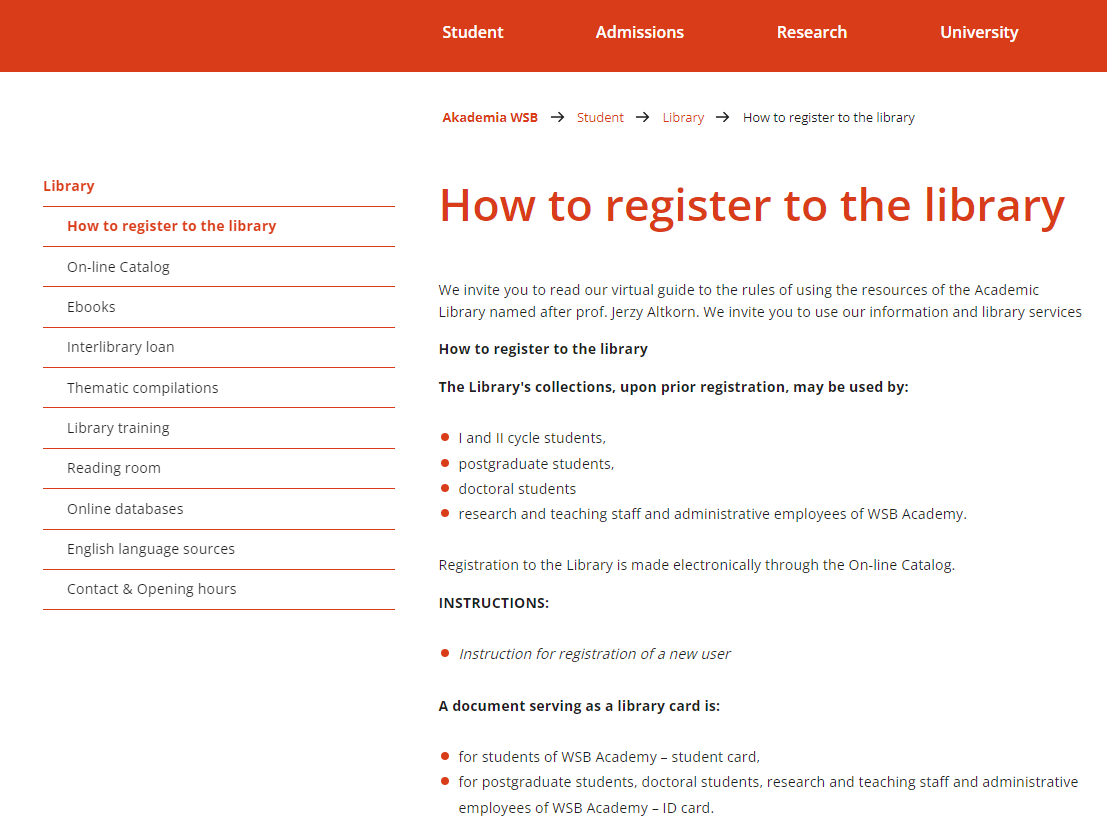 Student Admissions Research University
Akademia WSB → Student → Library → How to register to the library
Library
How to register to the library
On-line Catalog
Ebooks
Interlibrary loan
Thematic compilations
Library training
Reading room
Online databases
English language sources
Contact & Opening hours
How to register to the library
We invite you to read our virtual guide to the rules of using the resources of the Academic
Library named after prof. Jerzy Altkorn. We invite you to use our information and library services
How to register to the library
The Library's collections, upon prior registration, may be used by:
I and II cycle students,
postgraduate students,
doctoral students
research and teaching staff and administrative employees of WSB Academy.
Registration to the Library is made electronically through the On-line Catalog.
INSTRUCTIONS:
Instruction for registration of a new user
A document serving as a library card is:
for students of WSB Academy – student card,
for postgraduate students, doctoral students, research and teaching staff and administrative
employees of WSB Academy – ID card.